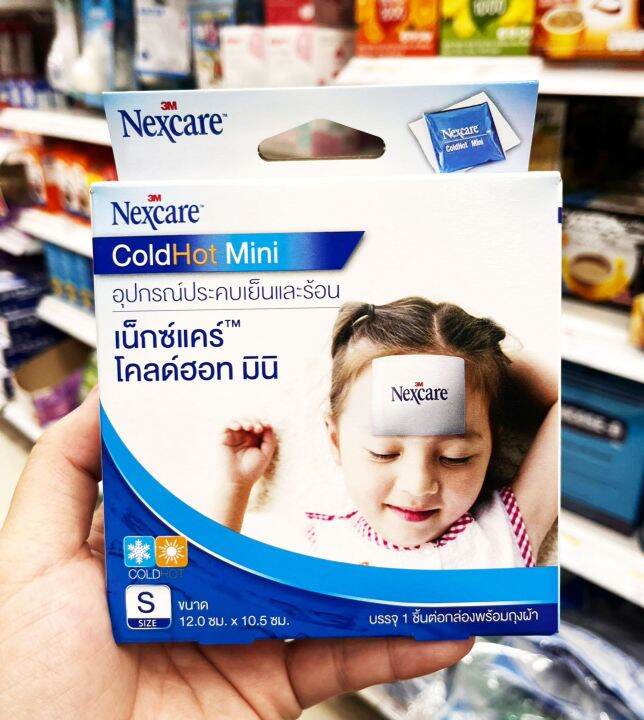 3M
Nexcare™
Nexcare
ColdHot Mini
3M
Nexcare™
ColdHot Mini
อุปกรณ์ประคบเย็นและร้อน
เน็กซ์แคร์™
โคลด์ฮอท มินิ
3M
Nexcare
COLDHOT
S
SIZE
ขนาด
12.0 ซม. x 10.5 ซม.
บรรจุ 1 ชิ้นต่อกล่องพร้อมถุงผ้า